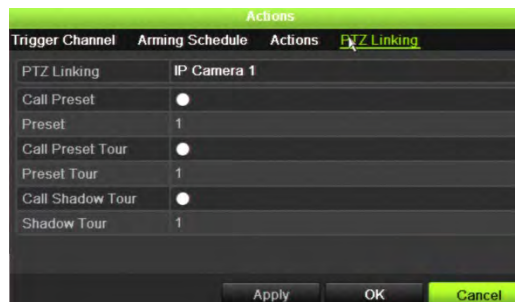 Actions
Trigger Channel Arming Schedule Actions PTZ Linking
PTZ Linking IP Camera 1
Call Preset
Preset 1
Call Preset Tour
Preset Tour 1
Call Shadow Tour
Shadow Tour 1
Apply OK Cancel